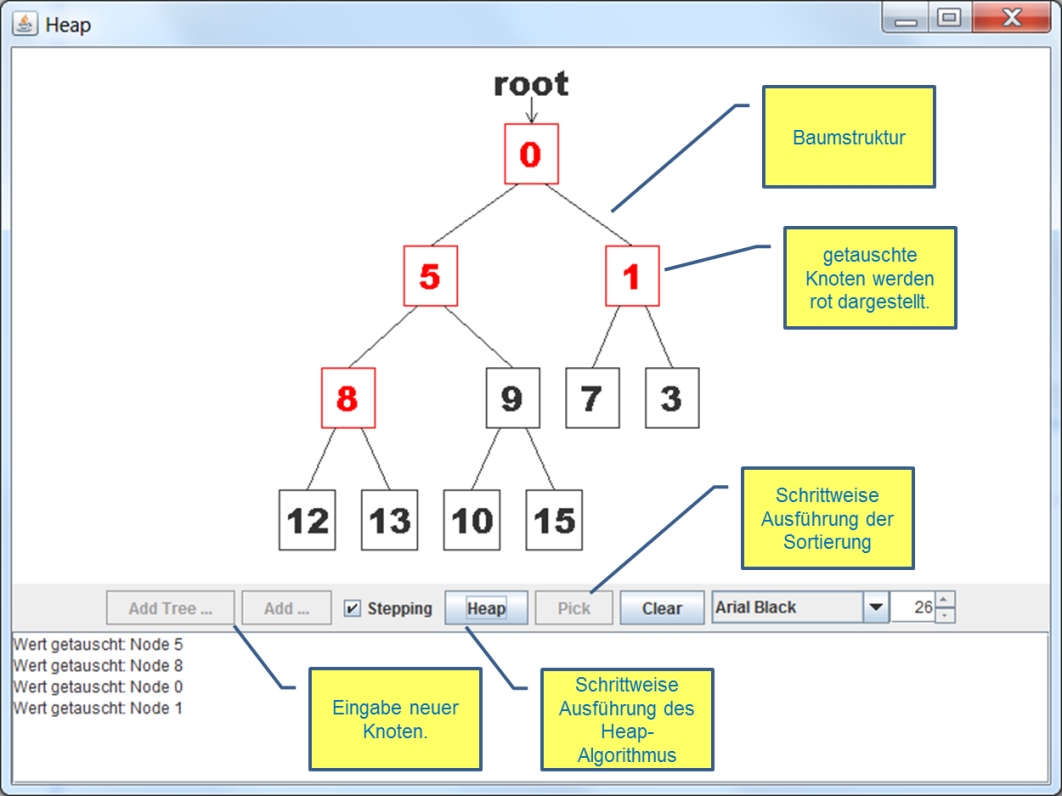 Heap
root
0
Baumstruktur
5
1
getauschte
Knoten werden
rot dargestellt.
8
9
7
3
12
13
10
15
Schrittweise
Ausführung der
Sortierung
Add Tree ...
Add ...
Stepping
Heap
Pick
Clear
Arial Black
26
Wert getauscht: Node 5
Wert getauscht: Node 8
Wert getauscht: Node 0
Wert getauscht: Node 1
Eingabe neuer
Knoten.
Schrittweise
Ausführung des
Heap-
Algorithmus